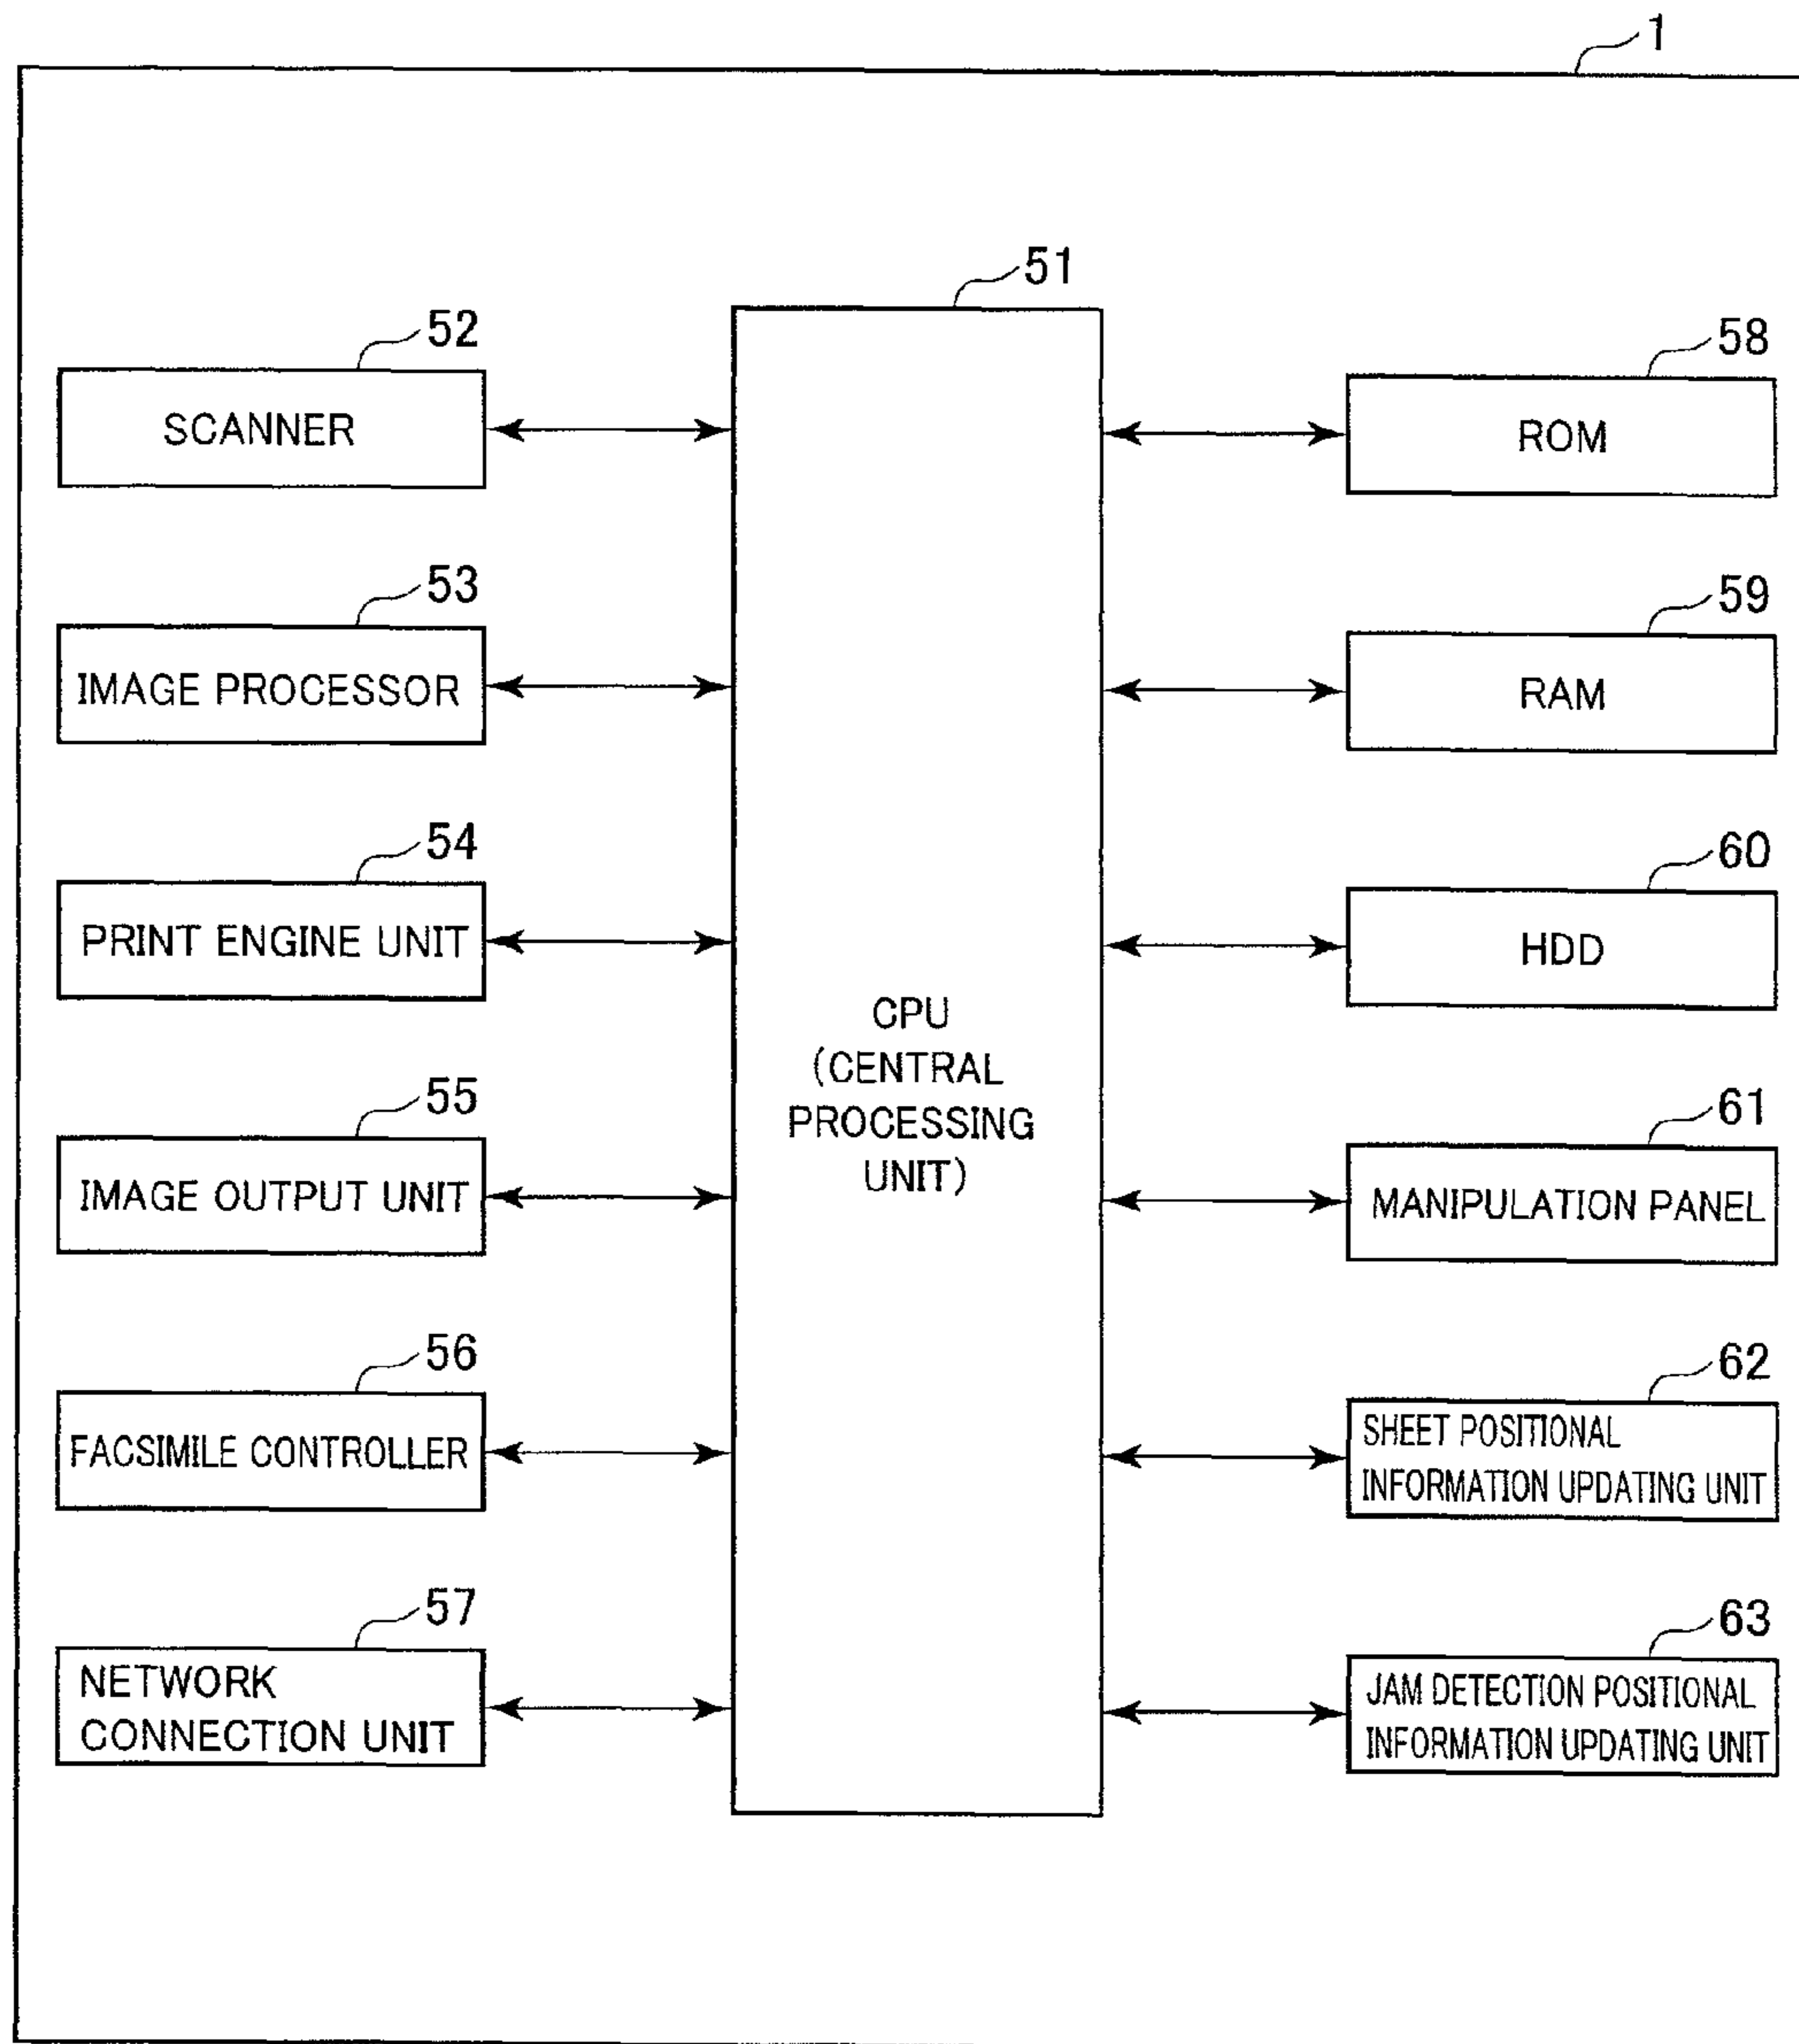 1
51
52
SCANNER
53
IMAGE PROCESSOR
54
PRINT ENGINE UNIT
55
IMAGE OUTPUT UNIT
56
FACSIMILE CONTROLLER
57
NETWORK
CONNECTION UNIT
CPU
(CENTRAL
PROCESSING
UNIT)
58
ROM
59
RAM
60
HDD
61
MANIPULATION PANEL
62
SHEET POSITIONAL
INFORMATION UPDATING UNIT
63
JAM DETECTION POSITIONAL
INFORMATION UPDATING UNIT